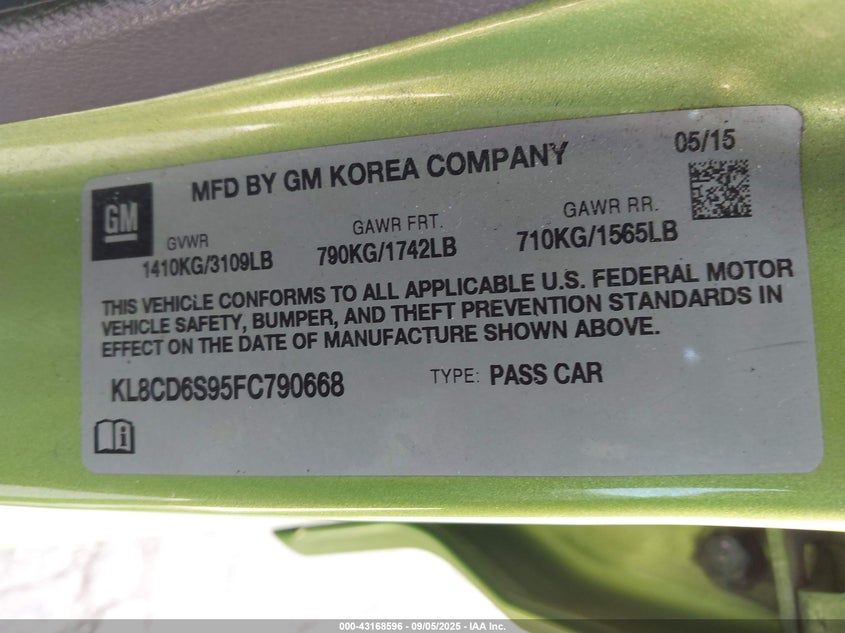 MFD BY GM KOREA COMPANY
05/15
GM
GVWR
1410KG/3109LB
GAWR FRT.
790KG/1742LB
GAWR RR.
710KG/1565LB
THIS VEHICLE CONFORMS TO ALL APPLICABLE U.S. FEDERAL MOTOR
VEHICLE SAFETY, BUMPER, AND THEFT PREVENTION STANDARDS IN
EFFECT ON THE DATE OF MANUFACTURE SHOWN ABOVE.
KL8CD6S95FC790668
TYPE: PASS CAR
000-43168596 - 09/05/2025 - IAA Inc.